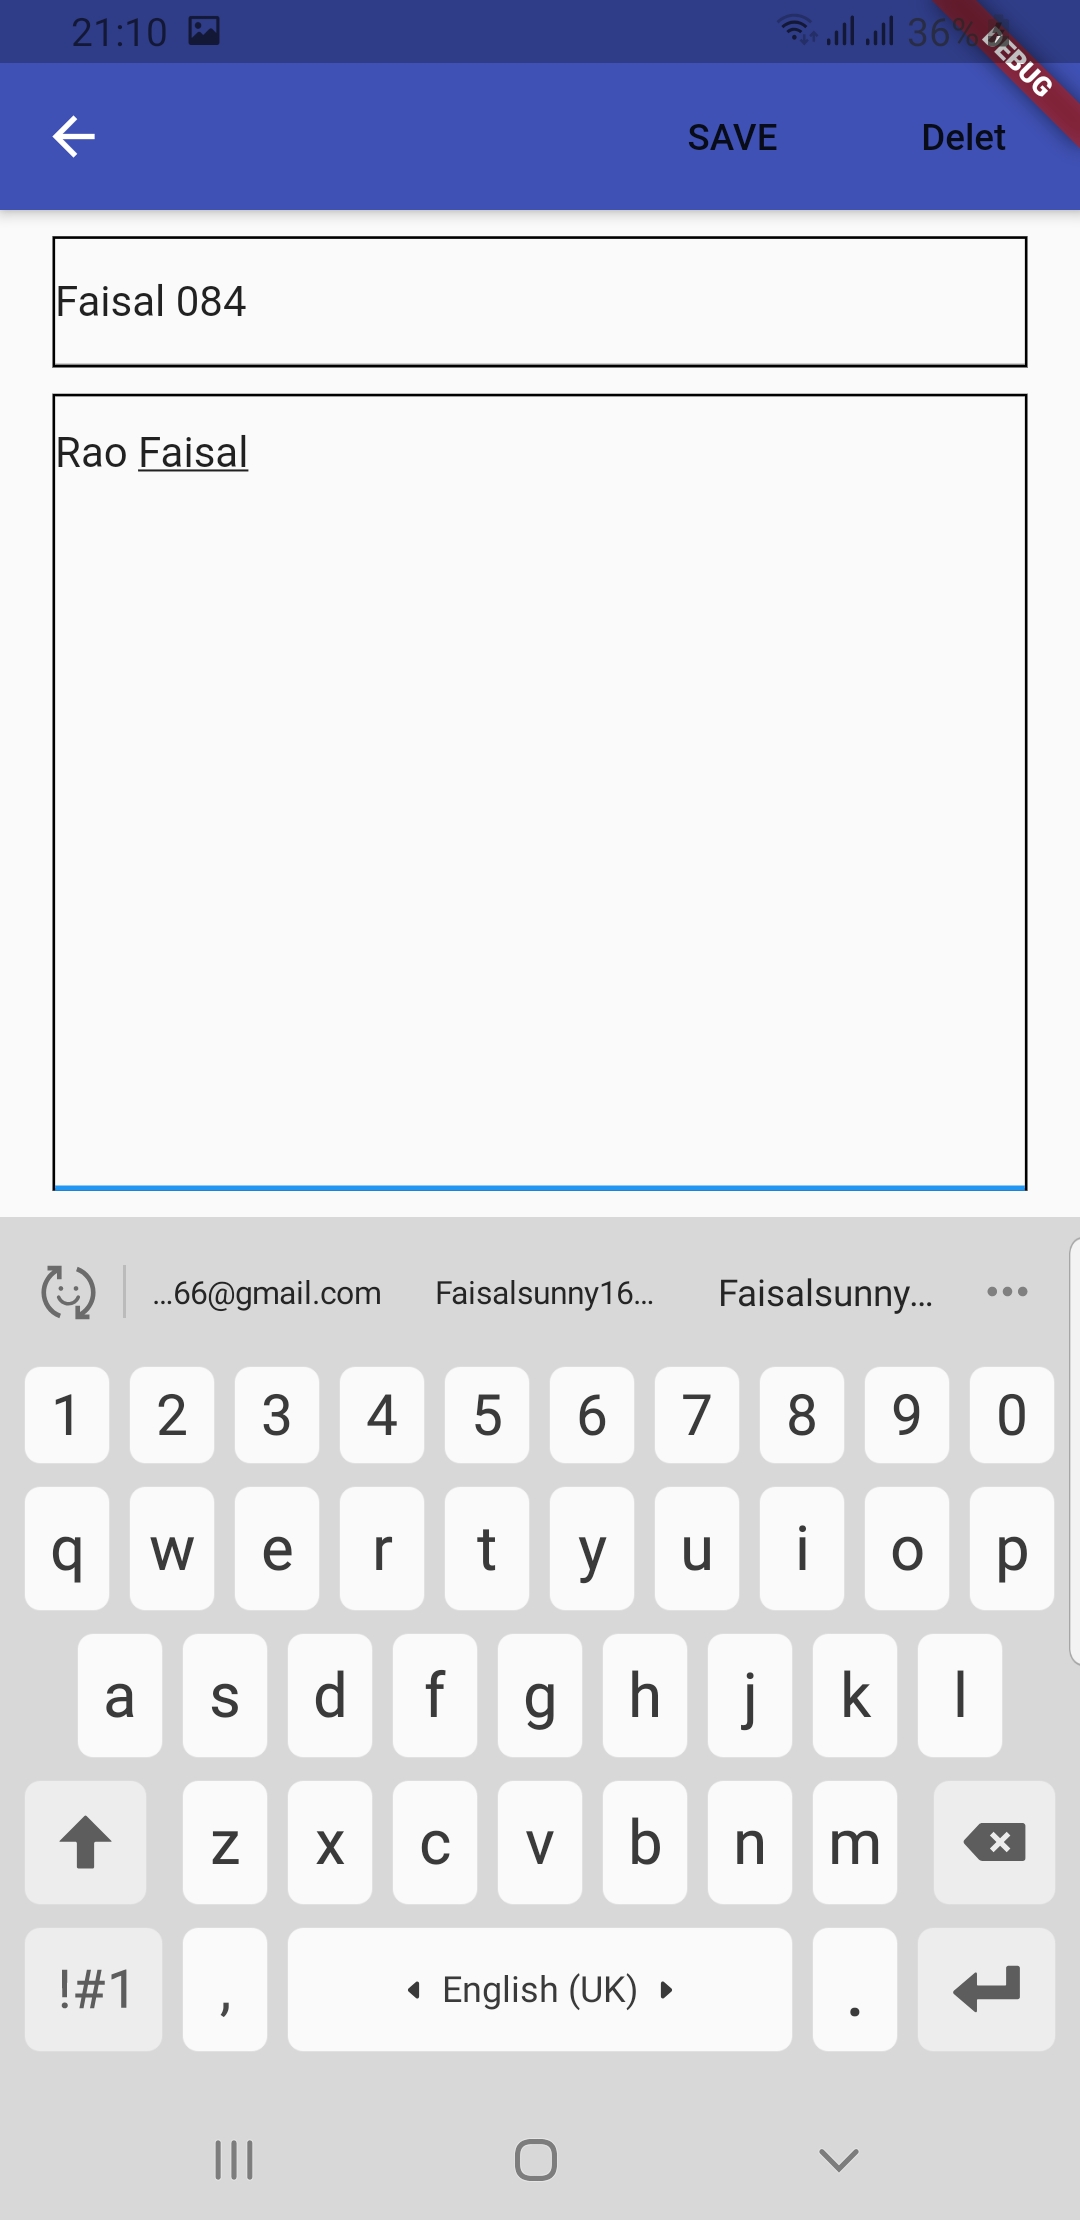 21:10 36%
DEBUG
SAVE Delet
Faisal 084
Rao Faisal
...66@gmail.com Faisalsunny16... Faisalsunny...
1 2 3 4 5 6 7 8 9 0
q w e r t y u i o p
a s d f g h j k l
z x c v b n m
!#1 , English (UK) .